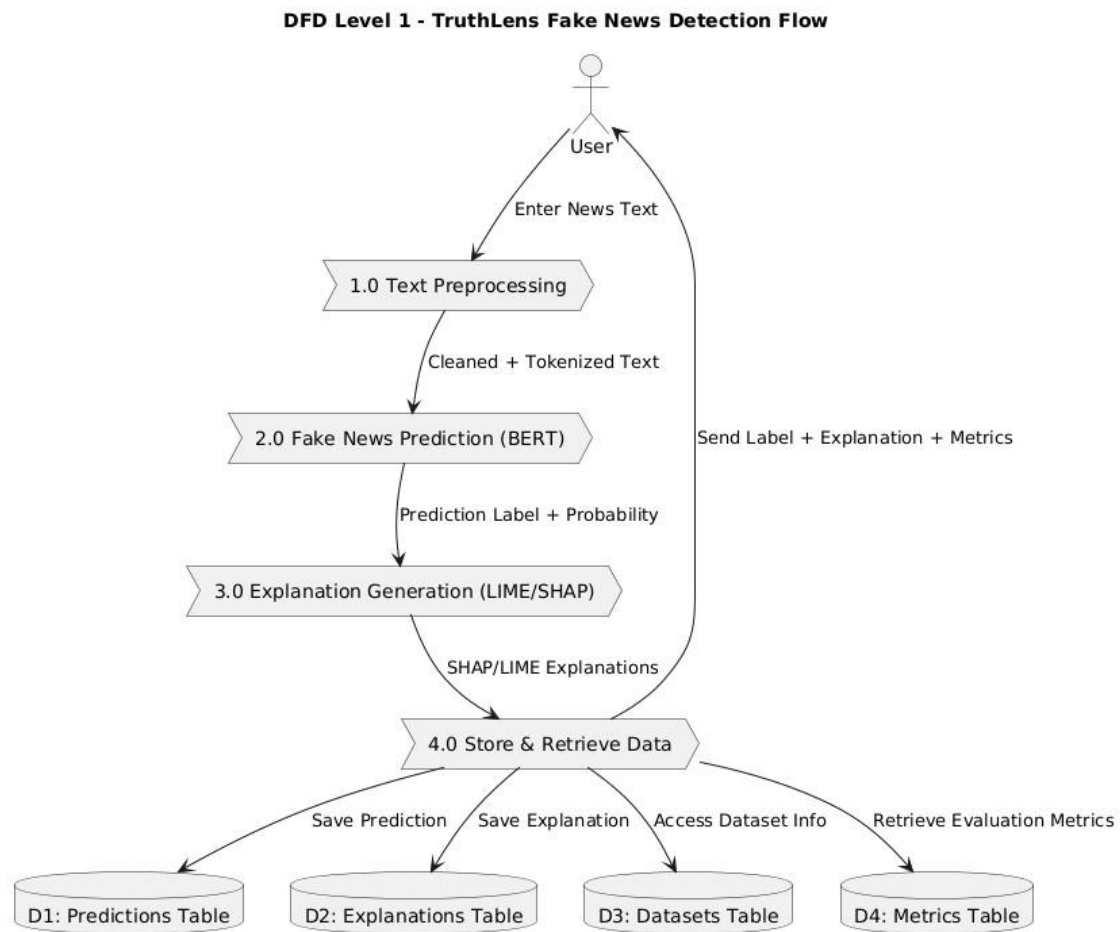 DFD Level 1 - TruthLens Fake News Detection Flow
User
Enter News Text
1.0 Text Preprocessing
Cleaned + Tokenized Text
2.0 Fake News Prediction (BERT)
Send Label + Explanation + Metrics
Prediction Label + Probability
3.0 Explanation Generation (LIME/SHAP)
SHAP/LIME Explanations
4.0 Store & Retrieve Data
Save Prediction
Save Explanation
Access Dataset Info
Retrieve Evaluation Metrics
D1: Predictions Table
D2: Explanations Table
D3: Datasets Table
D4: Metrics Table